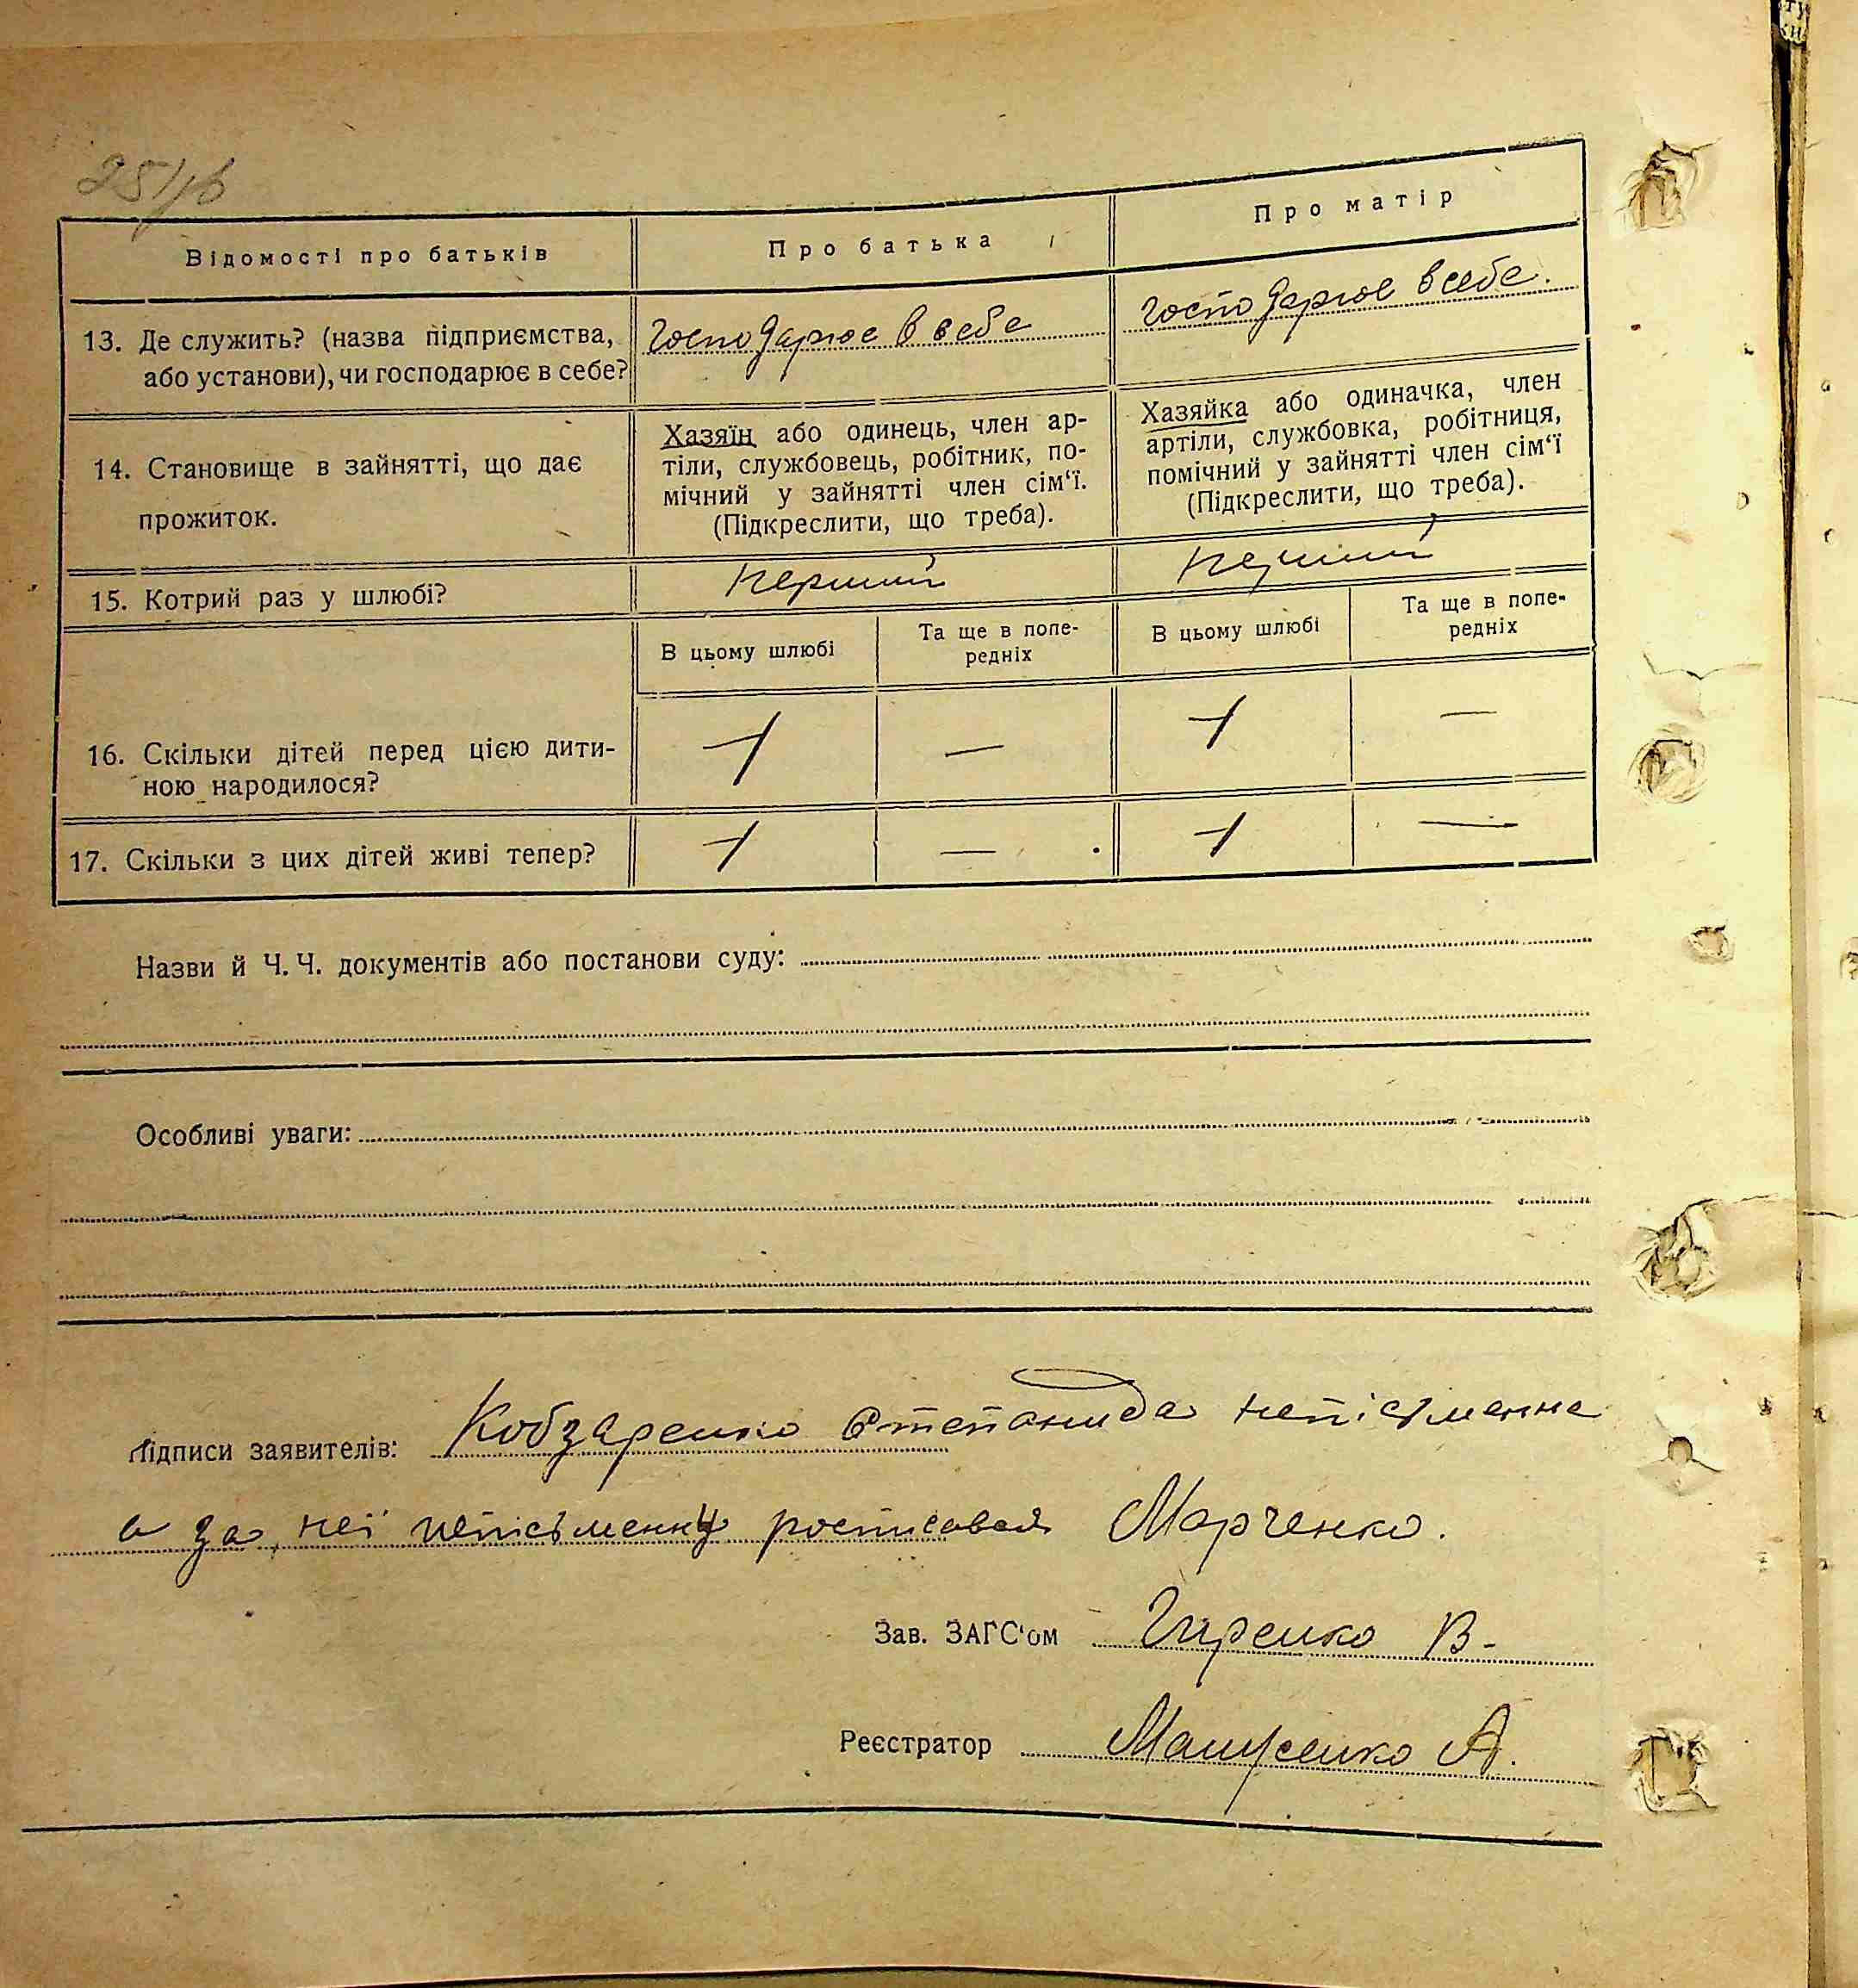 Відомості про батьків
Про батька
Про матір
13. Де служить? (назва підприємства,
або установи), чи господарює в себе?
Господарює в себе
Господарює в себе.
14. Становище в зайнятті, що дає
прожиток.
Хазяїн або одинець, член ар-
тіли, службовець, робітник, по-
мічний у зайнятті член сім'ї.
(Підкреслити, що треба).
Хазяйка або одиначка, член
артіли, службовка, робітниця,
помічний у зайнятті член сім'ї
(Підкреслити, що треба).
15. Котрий раз у шлюбі?
перший
перший
В цьому шлюбі
Та ще в попе-
редніх
В цьому шлюбі
Та ще в попе-
редніх
16. Скільки дітей перед цією дити-
ною народилося?
1 — 1 —
17. Скільки з цих дітей живі тепер?
1 — 1 —
Назви й Ч. Ч. документів або постанови суду:
Особливі уваги:
Підписи заявителів: Кобзаренко Степанида непісьменна
а за неї непісьменну росписався Марченко.
Зав. ЗАГС'ом Гиренко В-
Реєстратор А.